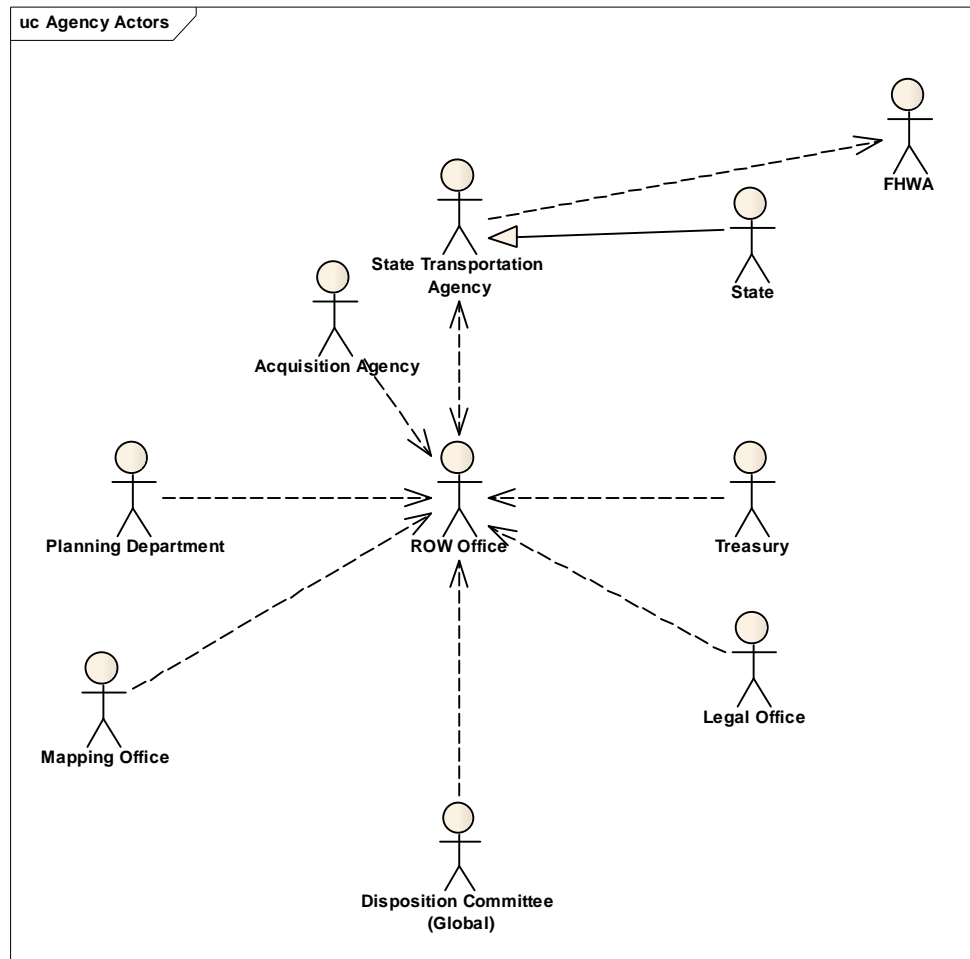 uc Agency Actors
FHWA
State Transportation
Agency
State
Acquisition Agency
Planning Department
ROW Office
Treasury
Mapping Office
Legal Office
Disposition Committee
(Global)